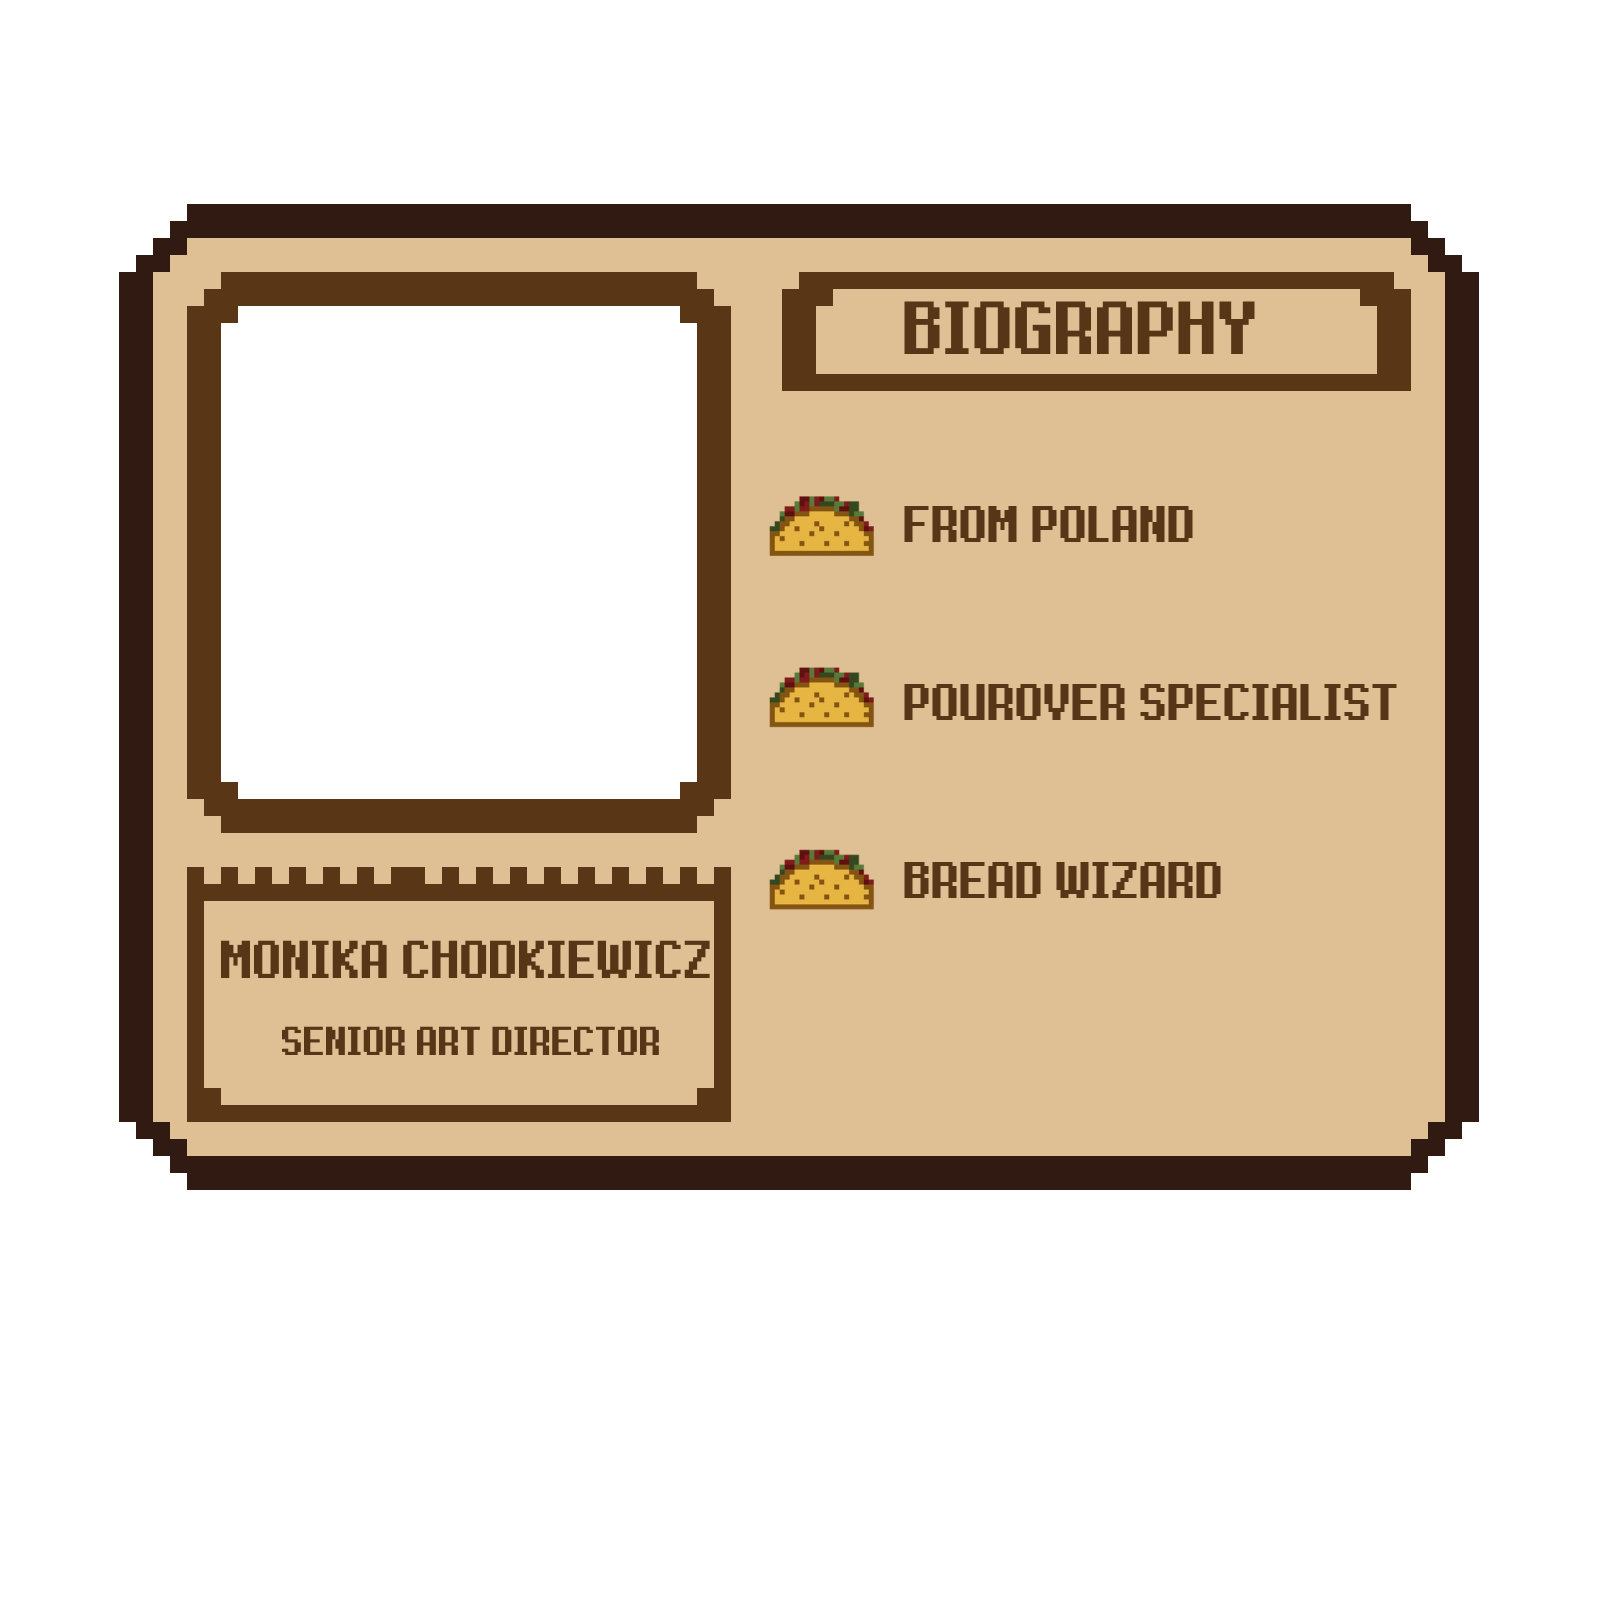 BIOGRAPHY
FROM POLAND
POUROVER SPECIALIST
BREAD WIZARD
MONIKA CHODKIEWICZ
SENIOR ART DIRECTOR